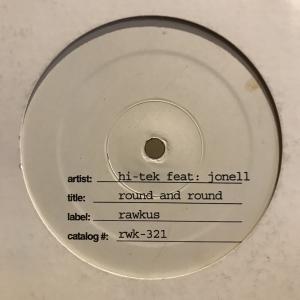 artist: hi-tek feat: jonell
title: round and round
label: rawkus
catalog #: rwk-321